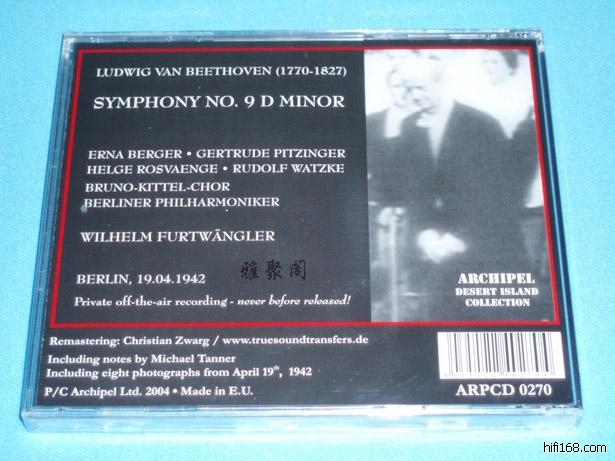 LUDWIG VAN BEETHOVEN (1770-1827)
SYMPHONY NO. 9 D MINOR
ERNA BERGER • GERTRUDE PITZINGER
HELGE ROSVAENGE • RUDOLF WATZKE
BRUNO-KITTEL-CHOR
BERLINER PHILHARMONIKER
WILHELM FURTWÄNGLER
雅聚阁
BERLIN, 19.04.1942
Private off-the-air recording - never before released!
ARCHIPEL
DESERT ISLAND
COLLECTION
Remastering: Christian Zwarg / www.truesoundtransfers.de
Including notes by Michael Tanner
Including eight photographs from April 19th, 1942
P/C Archipel Ltd. 2004 • Made in E.U.
ARPCD 0270
hifi168.com